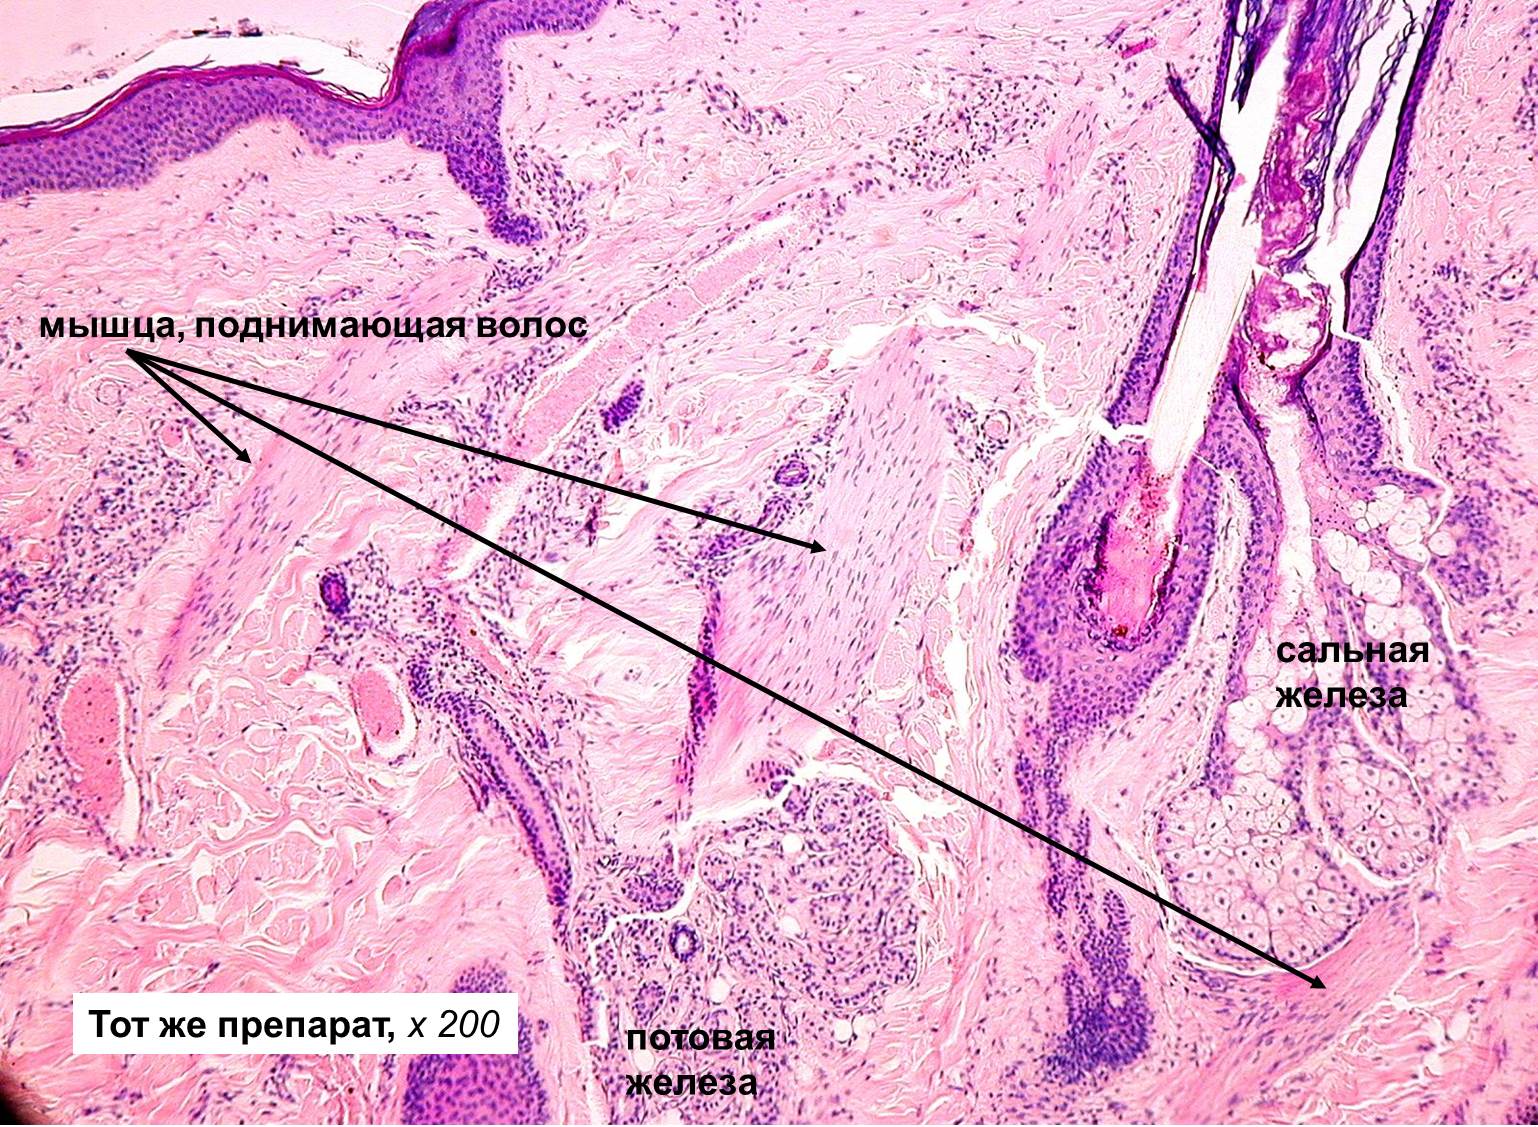 мышца, поднимающая волос
сальная
железа
Тот же препарат, х 200
потовая
железа